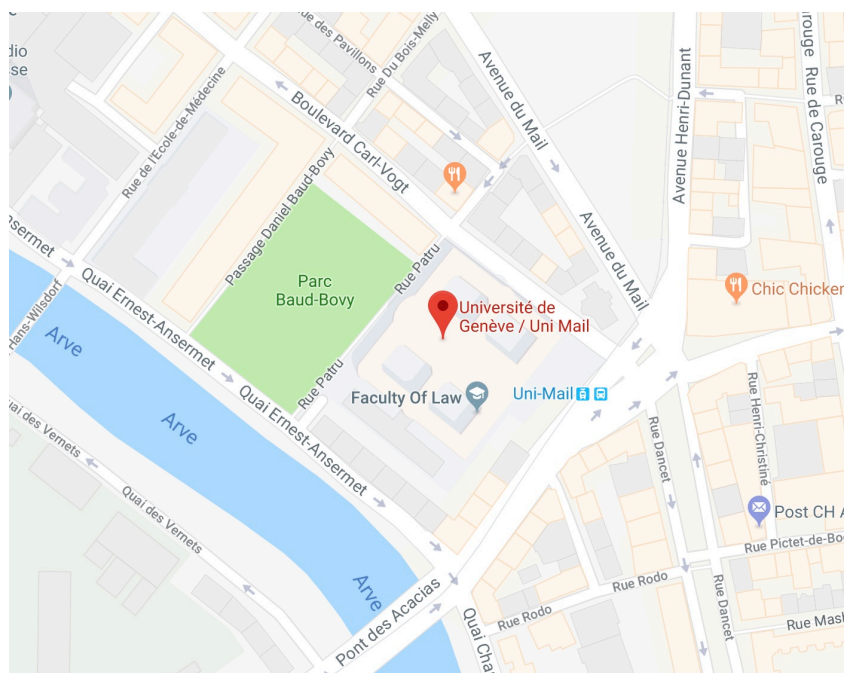 dio
sse
Rue des Pavillons
Rue Du Bois-Melly
Avenue du Mail
Avenue Henri-Dunant
Rue de Carouge
rouge
Boulevard Carl-Vogt
Rue de l'Ecole-de-Médecine
Passage Daniel Baud-Bovy
Avenue du Mail
Rue Patru
Parc
Baud-Bovy
Ansermet
Quai Ernest-Ansermet
Hans-Wilsdorf
Arve
Université de
Genève / Uni Mail
Chic Chicken
Rue Patru
Faculty Of Law
Uni-Mail
Quai Ernest-Ansermet
Arve
Quai des Vernets
Quai des Vernets
Rue Dancet
Rue Henri-Christiné
Post CH A
Rue Pictet-de-Bo
Arve
Rue Rodo
Rue Rodo
Rue Dancet
Rue Mash
Pont des Acacias
Quai Cha